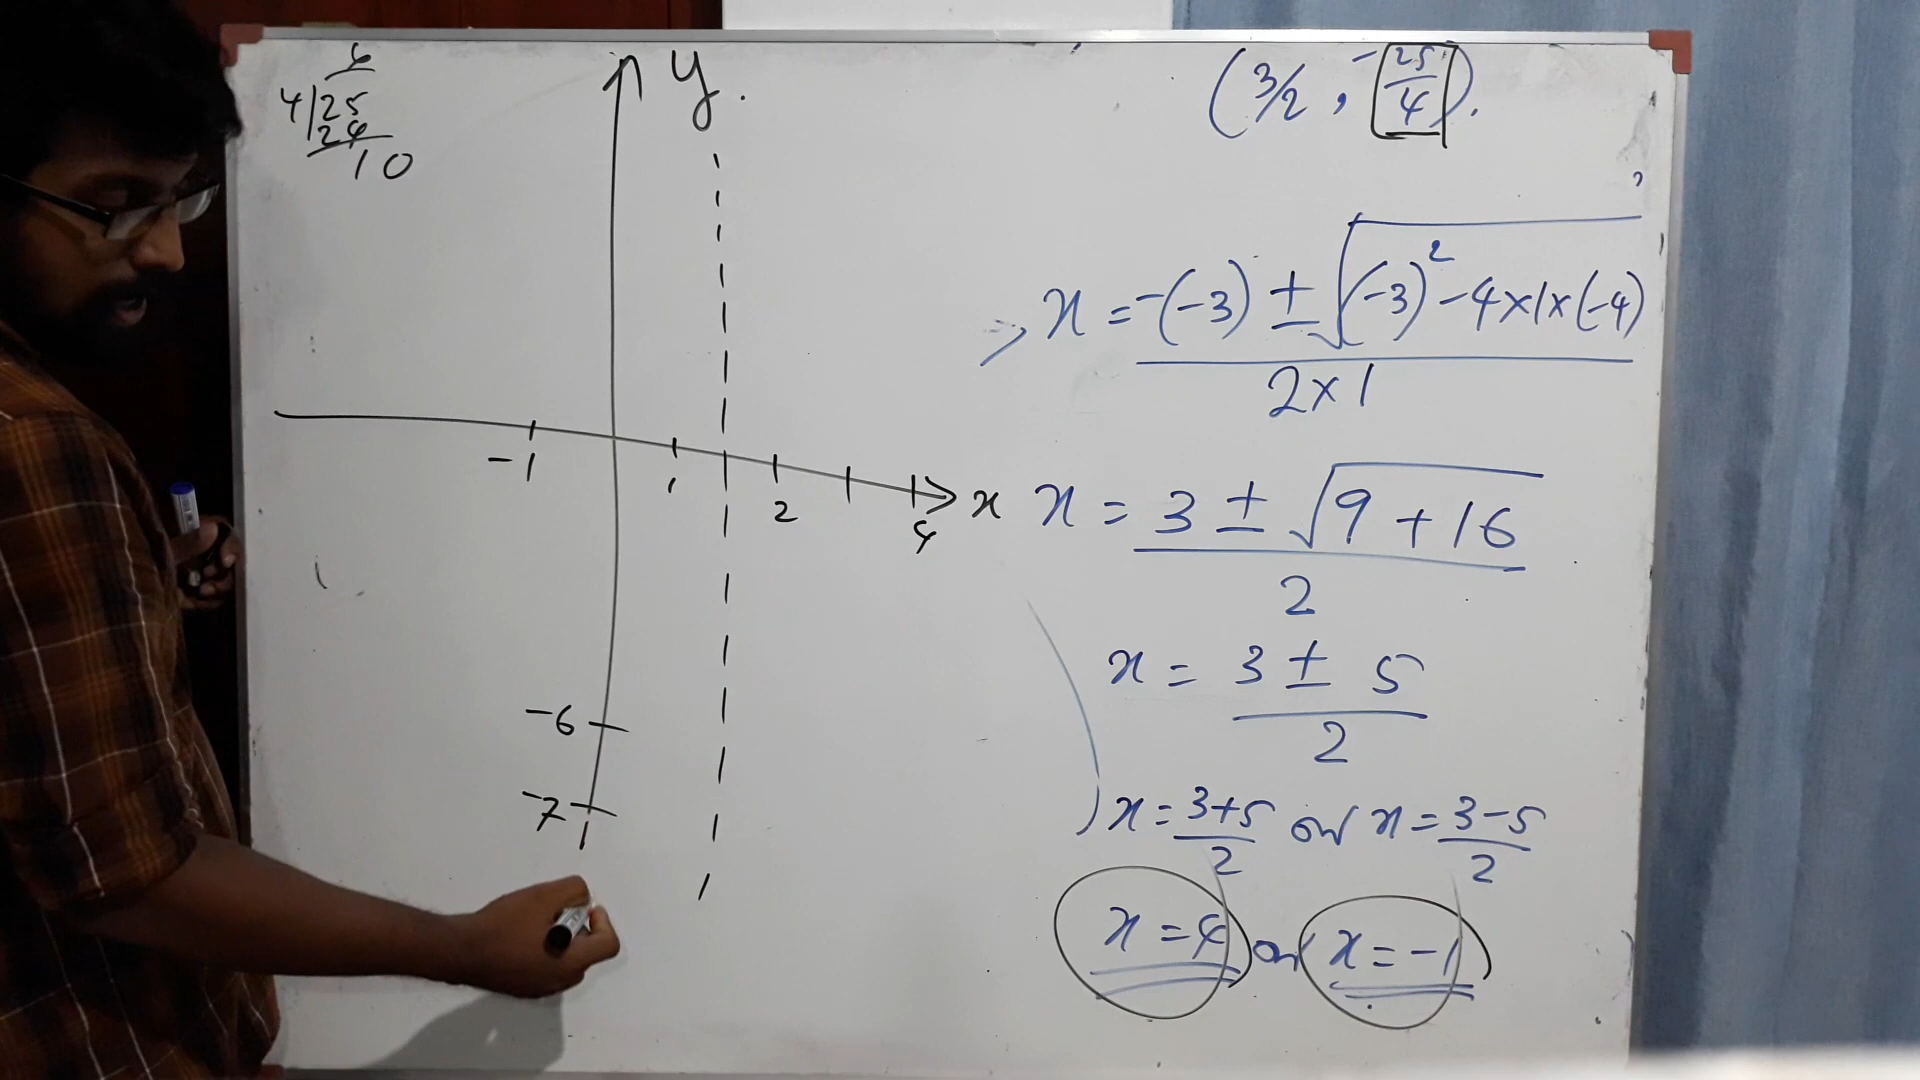 6
4)25
24
10
y.
-1
1
2
4
x
-6
-7
(3/2, -25/4).
⇒ x = -(-3) ± √(-3)² - 4×1×(-4) / 2×1
x = 3 ± √9 + 16 / 2
x = 3 ± 5 / 2
x = 3+5 / 2 or x = 3-5 / 2
x = 4 or x = -1